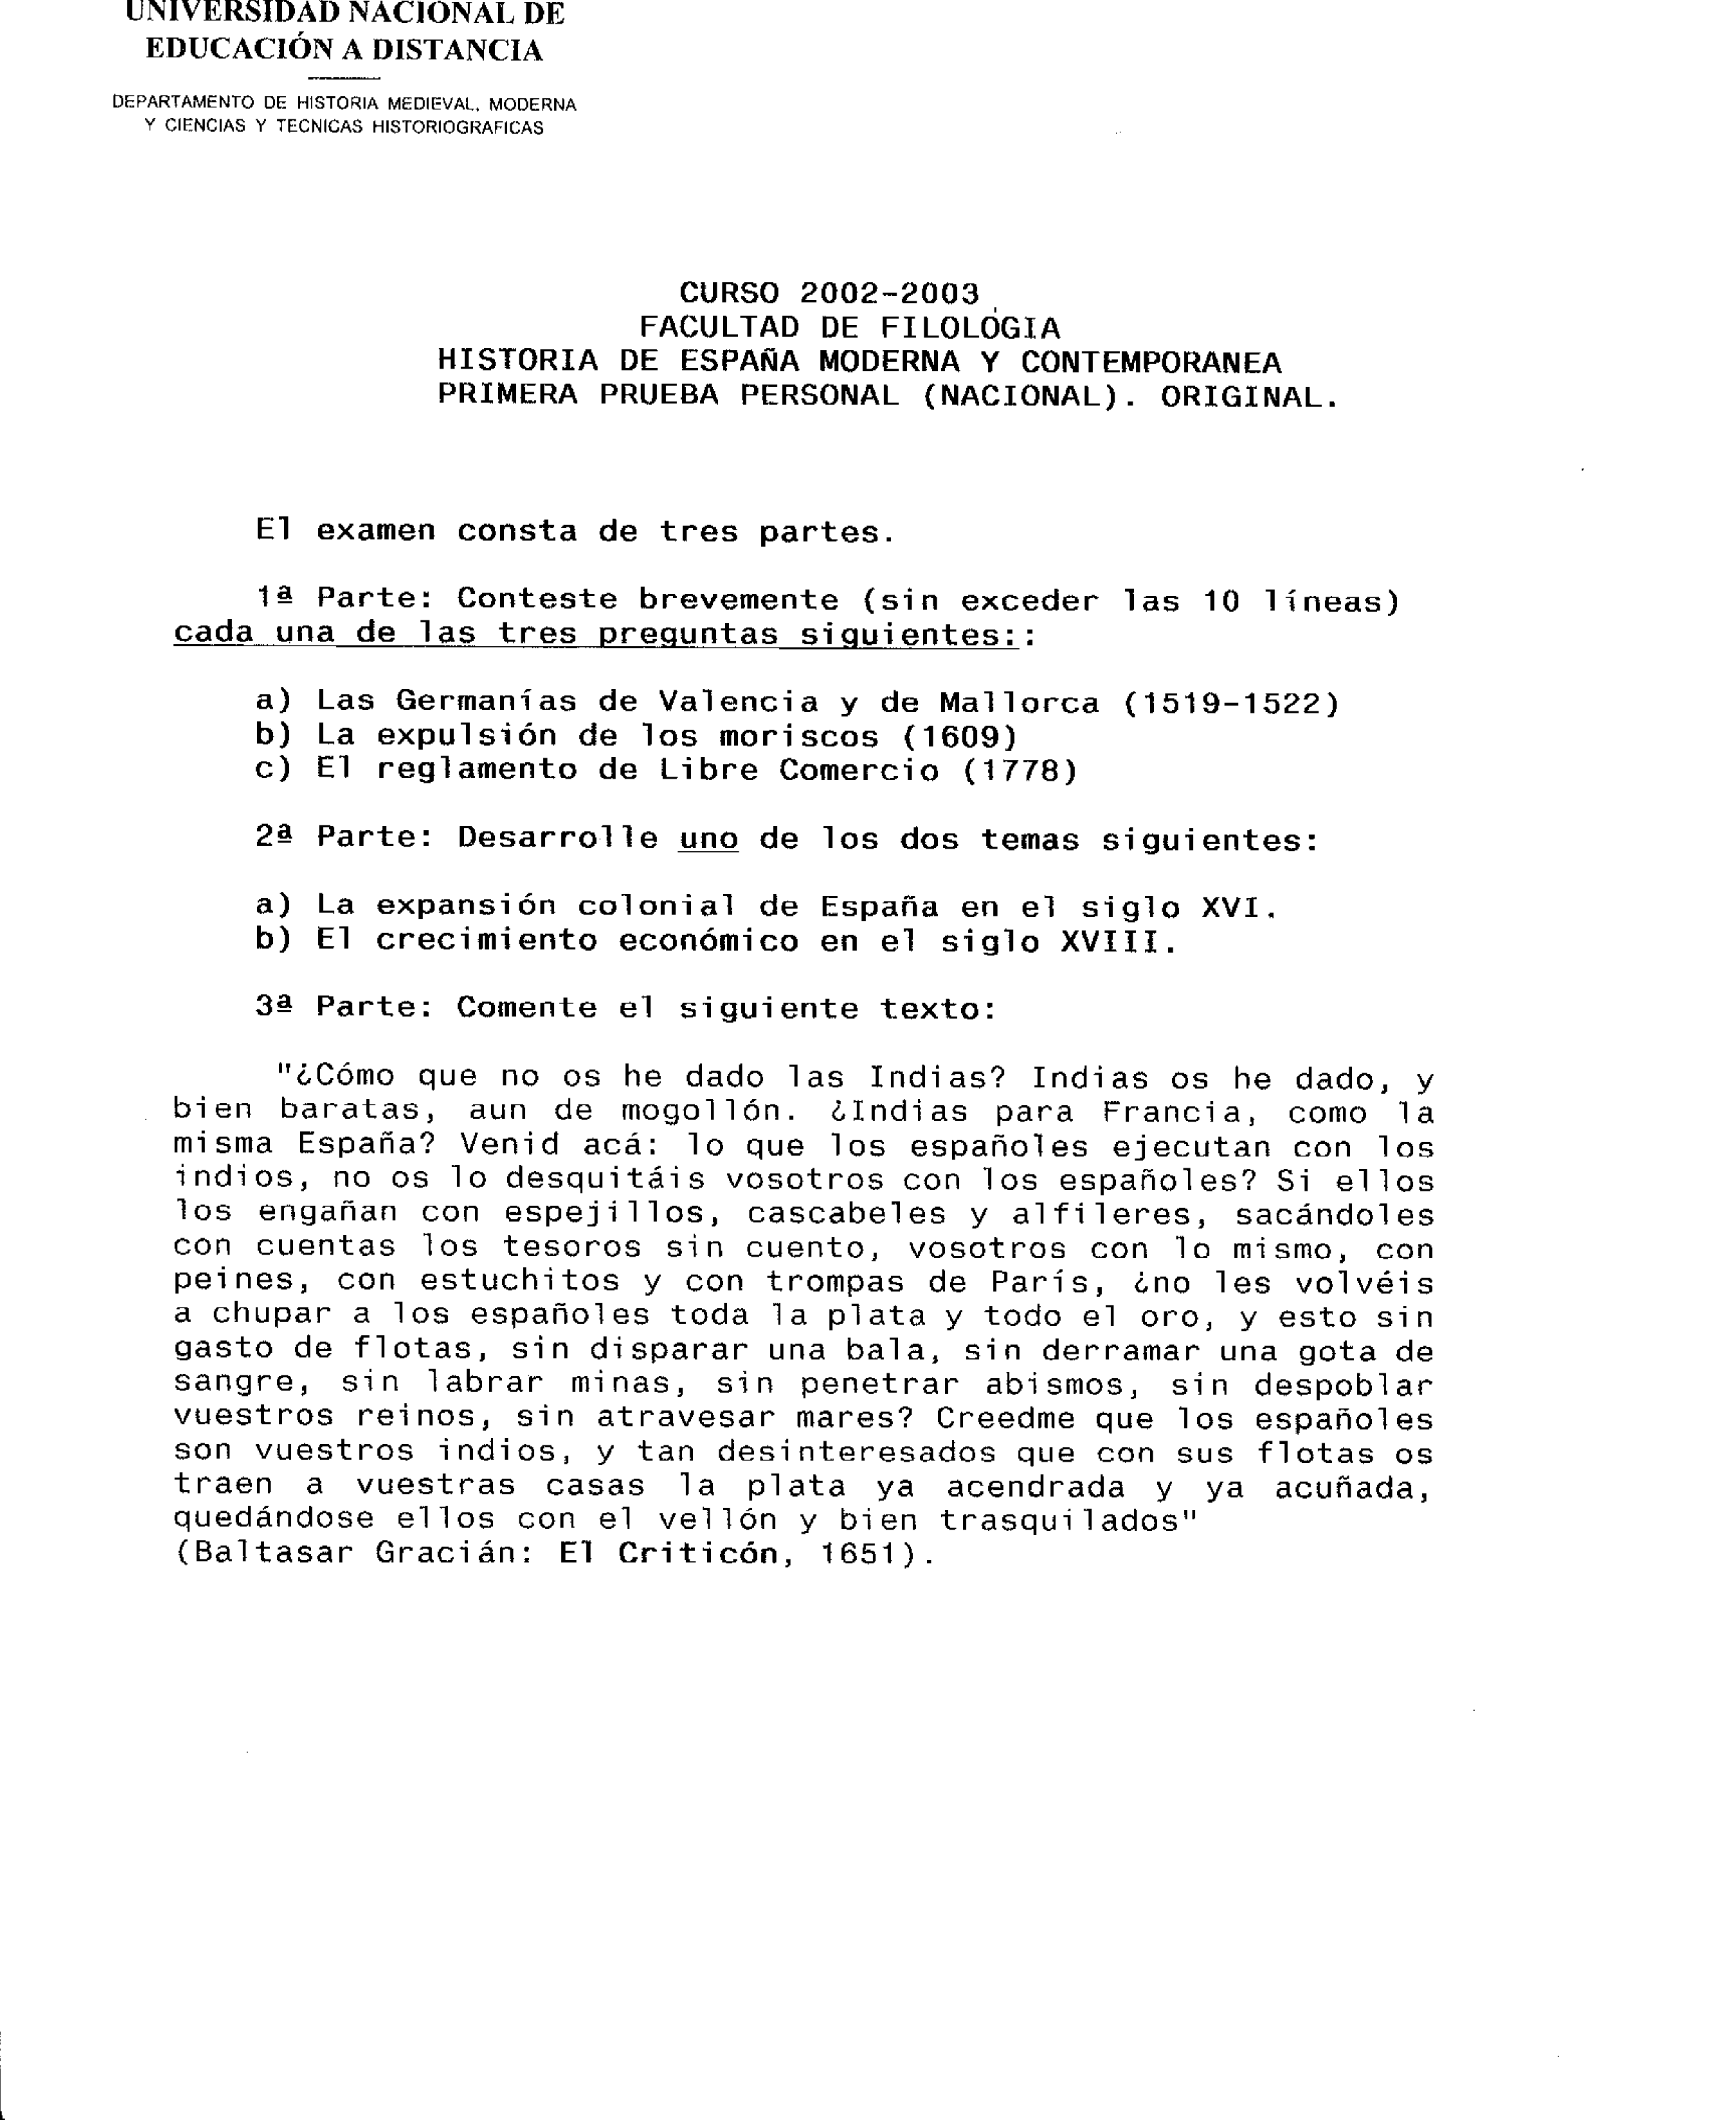 UNIVERSIDAD NACIONAL DE
EDUCACIÓN A DISTANCIA
DEPARTAMENTO DE HISTORIA MEDIEVAL, MODERNA
Y CIENCIAS Y TECNICAS HISTORIOGRAFICAS
CURSO 2002-2003
FACULTAD DE FILOLOGIA
HISTORIA DE ESPAÑA MODERNA Y CONTEMPORANEA
PRIMERA PRUEBA PERSONAL (NACIONAL). ORIGINAL.
El examen consta de tres partes.
1ª Parte: Conteste brevemente (sin exceder las 10 líneas)
cada una de las tres preguntas siguientes::
a) Las Germanías de Valencia y de Mallorca (1519-1522)
b) La expulsión de los moriscos (1609)
c) El reglamento de Libre Comercio (1778)
2ª Parte: Desarrolle uno de los dos temas siguientes:
a) La expansión colonial de España en el siglo XVI.
b) El crecimiento económico en el siglo XVIII.
3ª Parte: Comente el siguiente texto:
"¿Cómo que no os he dado las Indias? Indias os he dado, y
bien baratas, aun de mogollón. ¿Indias para Francia, como la
misma España? Venid acá: lo que los españoles ejecutan con los
indios, no os lo desquitáis vosotros con los españoles? Si ellos
los engañan con espejillos, cascabeles y alfileres, sacándoles
con cuentas los tesoros sin cuento, vosotros con lo mismo, con
peines, con estuchitos y con trompas de París, ¿no les volvéis
a chupar a los españoles toda la plata y todo el oro, y esto sin
gasto de flotas, sin disparar una bala, sin derramar una gota de
sangre, sin labrar minas, sin penetrar abismos, sin despoblar
vuestros reinos, sin atravesar mares? Creedme que los españoles
son vuestros indios, y tan desinteresados que con sus flotas os
traen a vuestras casas la plata ya acendrada y ya acuñada,
quedándose ellos con el vellón y bien trasquilados"
(Baltasar Gracián: El Criticón, 1651).